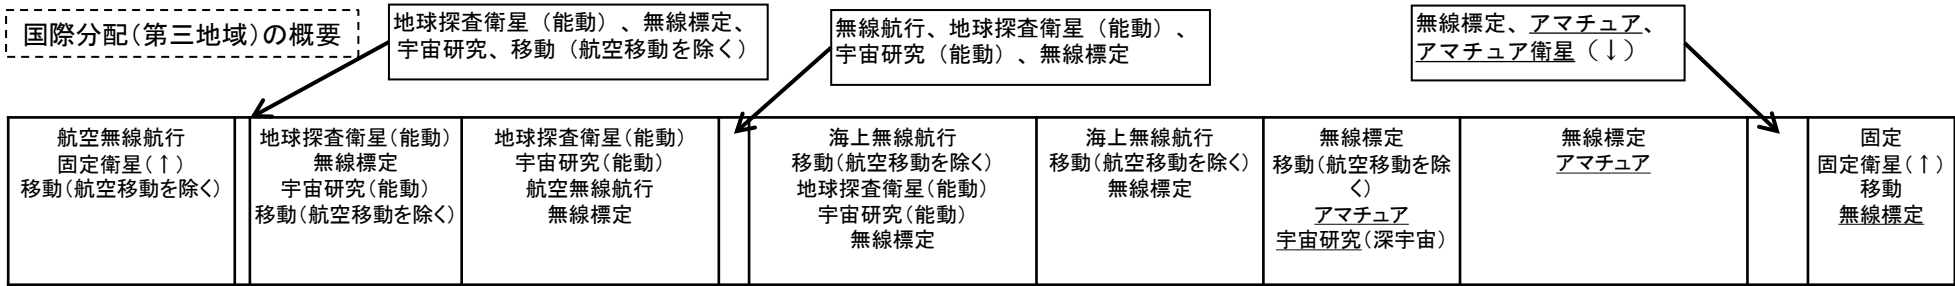 国際分配(第三地域)の概要
地球探査衛星（能動）、無線標定、
宇宙研究、移動（航空移動を除く）
無線航行、地球探査衛星（能動）、
宇宙研究（能動）、無線標定
無線標定、アマチュア、
アマチュア衛星（↓）
航空無線航行
固定衛星(↑)
移動(航空移動を除く)
地球探査衛星(能動)
無線標定
宇宙研究(能動)
移動(航空移動を除く)
地球探査衛星(能動)
宇宙研究(能動)
航空無線航行
無線標定
海上無線航行
移動(航空移動を除く)
地球探査衛星(能動)
宇宙研究(能動)
無線標定
海上無線航行
移動(航空移動を除く)
無線標定
無線標定
移動(航空移動を除
く)
アマチュア
宇宙研究(深宇宙)
無線標定
アマチュア
固定
固定衛星(↑)
移動
無線標定